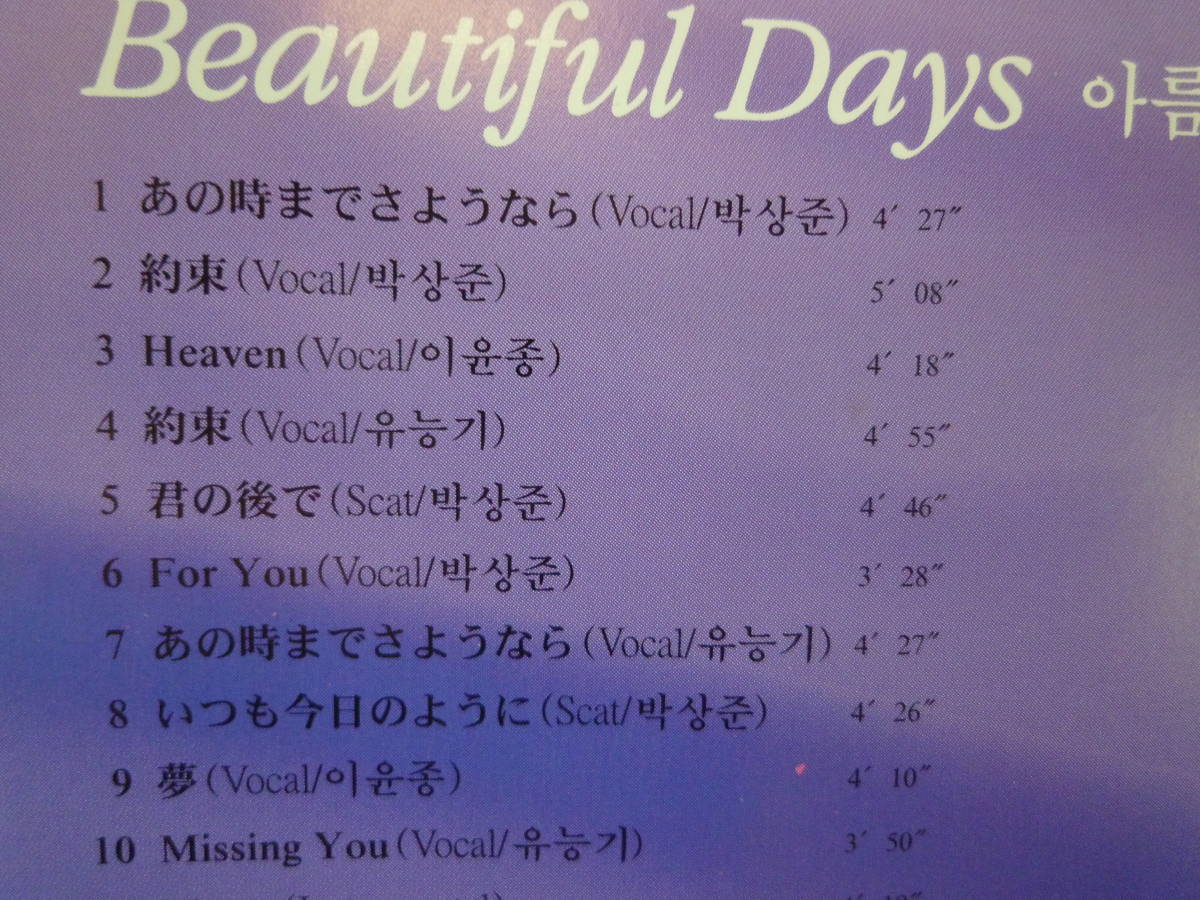 Beautiful Days 아름
1 あの時までさようなら(Vocal/박상준) 4′ 27″
2 約束(Vocal/박상준) 5′ 08″
3 Heaven(Vocal/이윤종) 4′ 18″
4 約束(Vocal/유능기) 4′ 55″
5 君の後で(Scat/박상준) 4′ 46″
6 For You(Vocal/박상준) 3′ 28″
7 あの時までさようなら(Vocal/유능기) 4′ 27″
8 いつも今日のように(Scat/박상준) 4′ 26″
9 夢(Vocal/이윤종) 4′ 10″
10 Missing You(Vocal/유능기) 3′ 50″